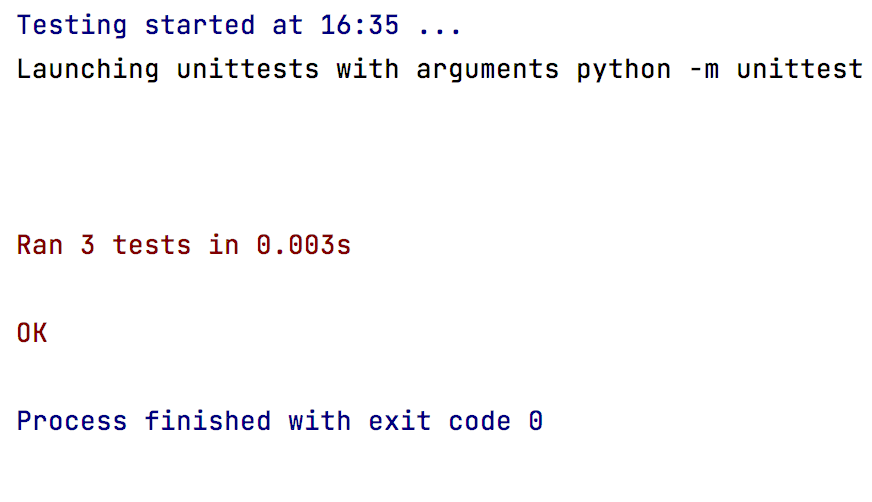 Testing started at 16:35 ...
Launching unittests with arguments python -m unittest
Ran 3 tests in 0.003s
OK
Process finished with exit code 0